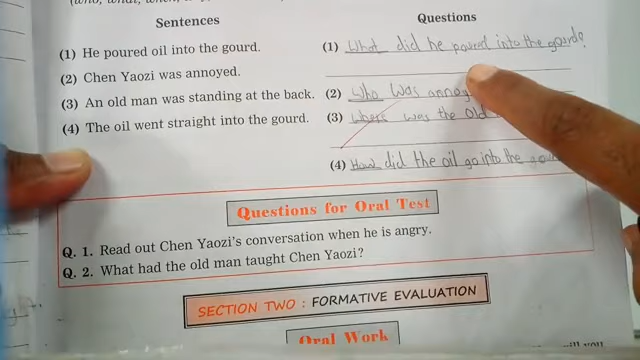 Sentences Questions
(1) He poured oil into the gourd. (1) What did he poured into the gourd?
(2) Chen Yaozi was annoyed. (2) Who was
(3) An old man was standing at the back. (3) Where was the old
(4) The oil went straight into the gourd. (4) How did the oil go into the
Questions for Oral Test
Q. 1. Read out Chen Yaozi's conversation when he is angry.
Q. 2. What had the old man taught Chen Yaozi?
SECTION TWO : FORMATIVE EVALUATION
Oral Work